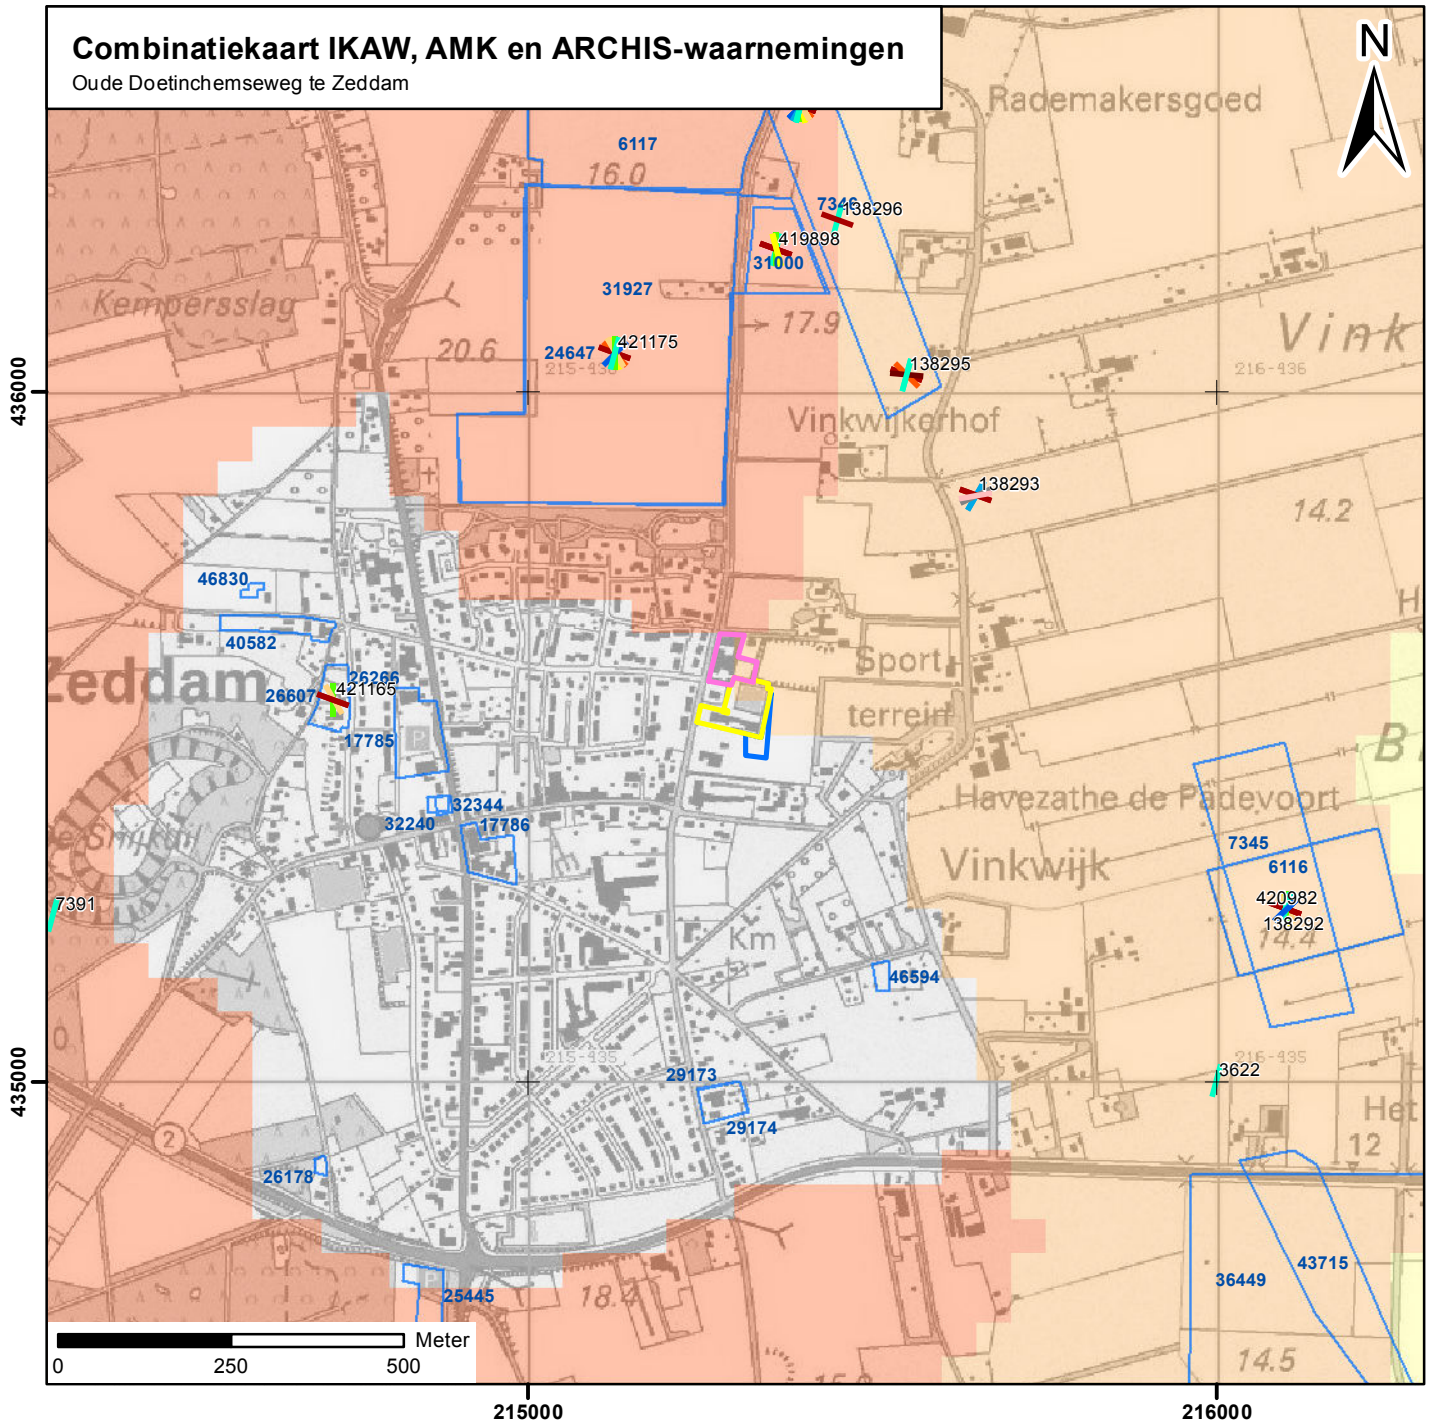 Combinatiekaart IKAW, AMK en ARCHIS-waarnemingen
Oude Doetinchemseweg te Zeddam
N
Rademakersgoed
6117
16.0
7346
138296
419898
31000
31927
Kempersslag
17.9
Vink
20.6
421175
24647
215-436
138295
216-436
436000
Vinkwijkerhof
138293
14.2
46830
H
40582
Sport
Zeddam
26266
421165
26607
terrein
17785
P
B
Havezathe de Padevoort
32344
32240
17786
7345
Vinkwijk
6116
7391
420982
138292
14.4
Km
46594
215-435
216-435
435000
29173
3622
Het
29174
12
2
0
26178
43715
36449
P
25445
18.4
Meter
14.5
0
250
500
215000
216000